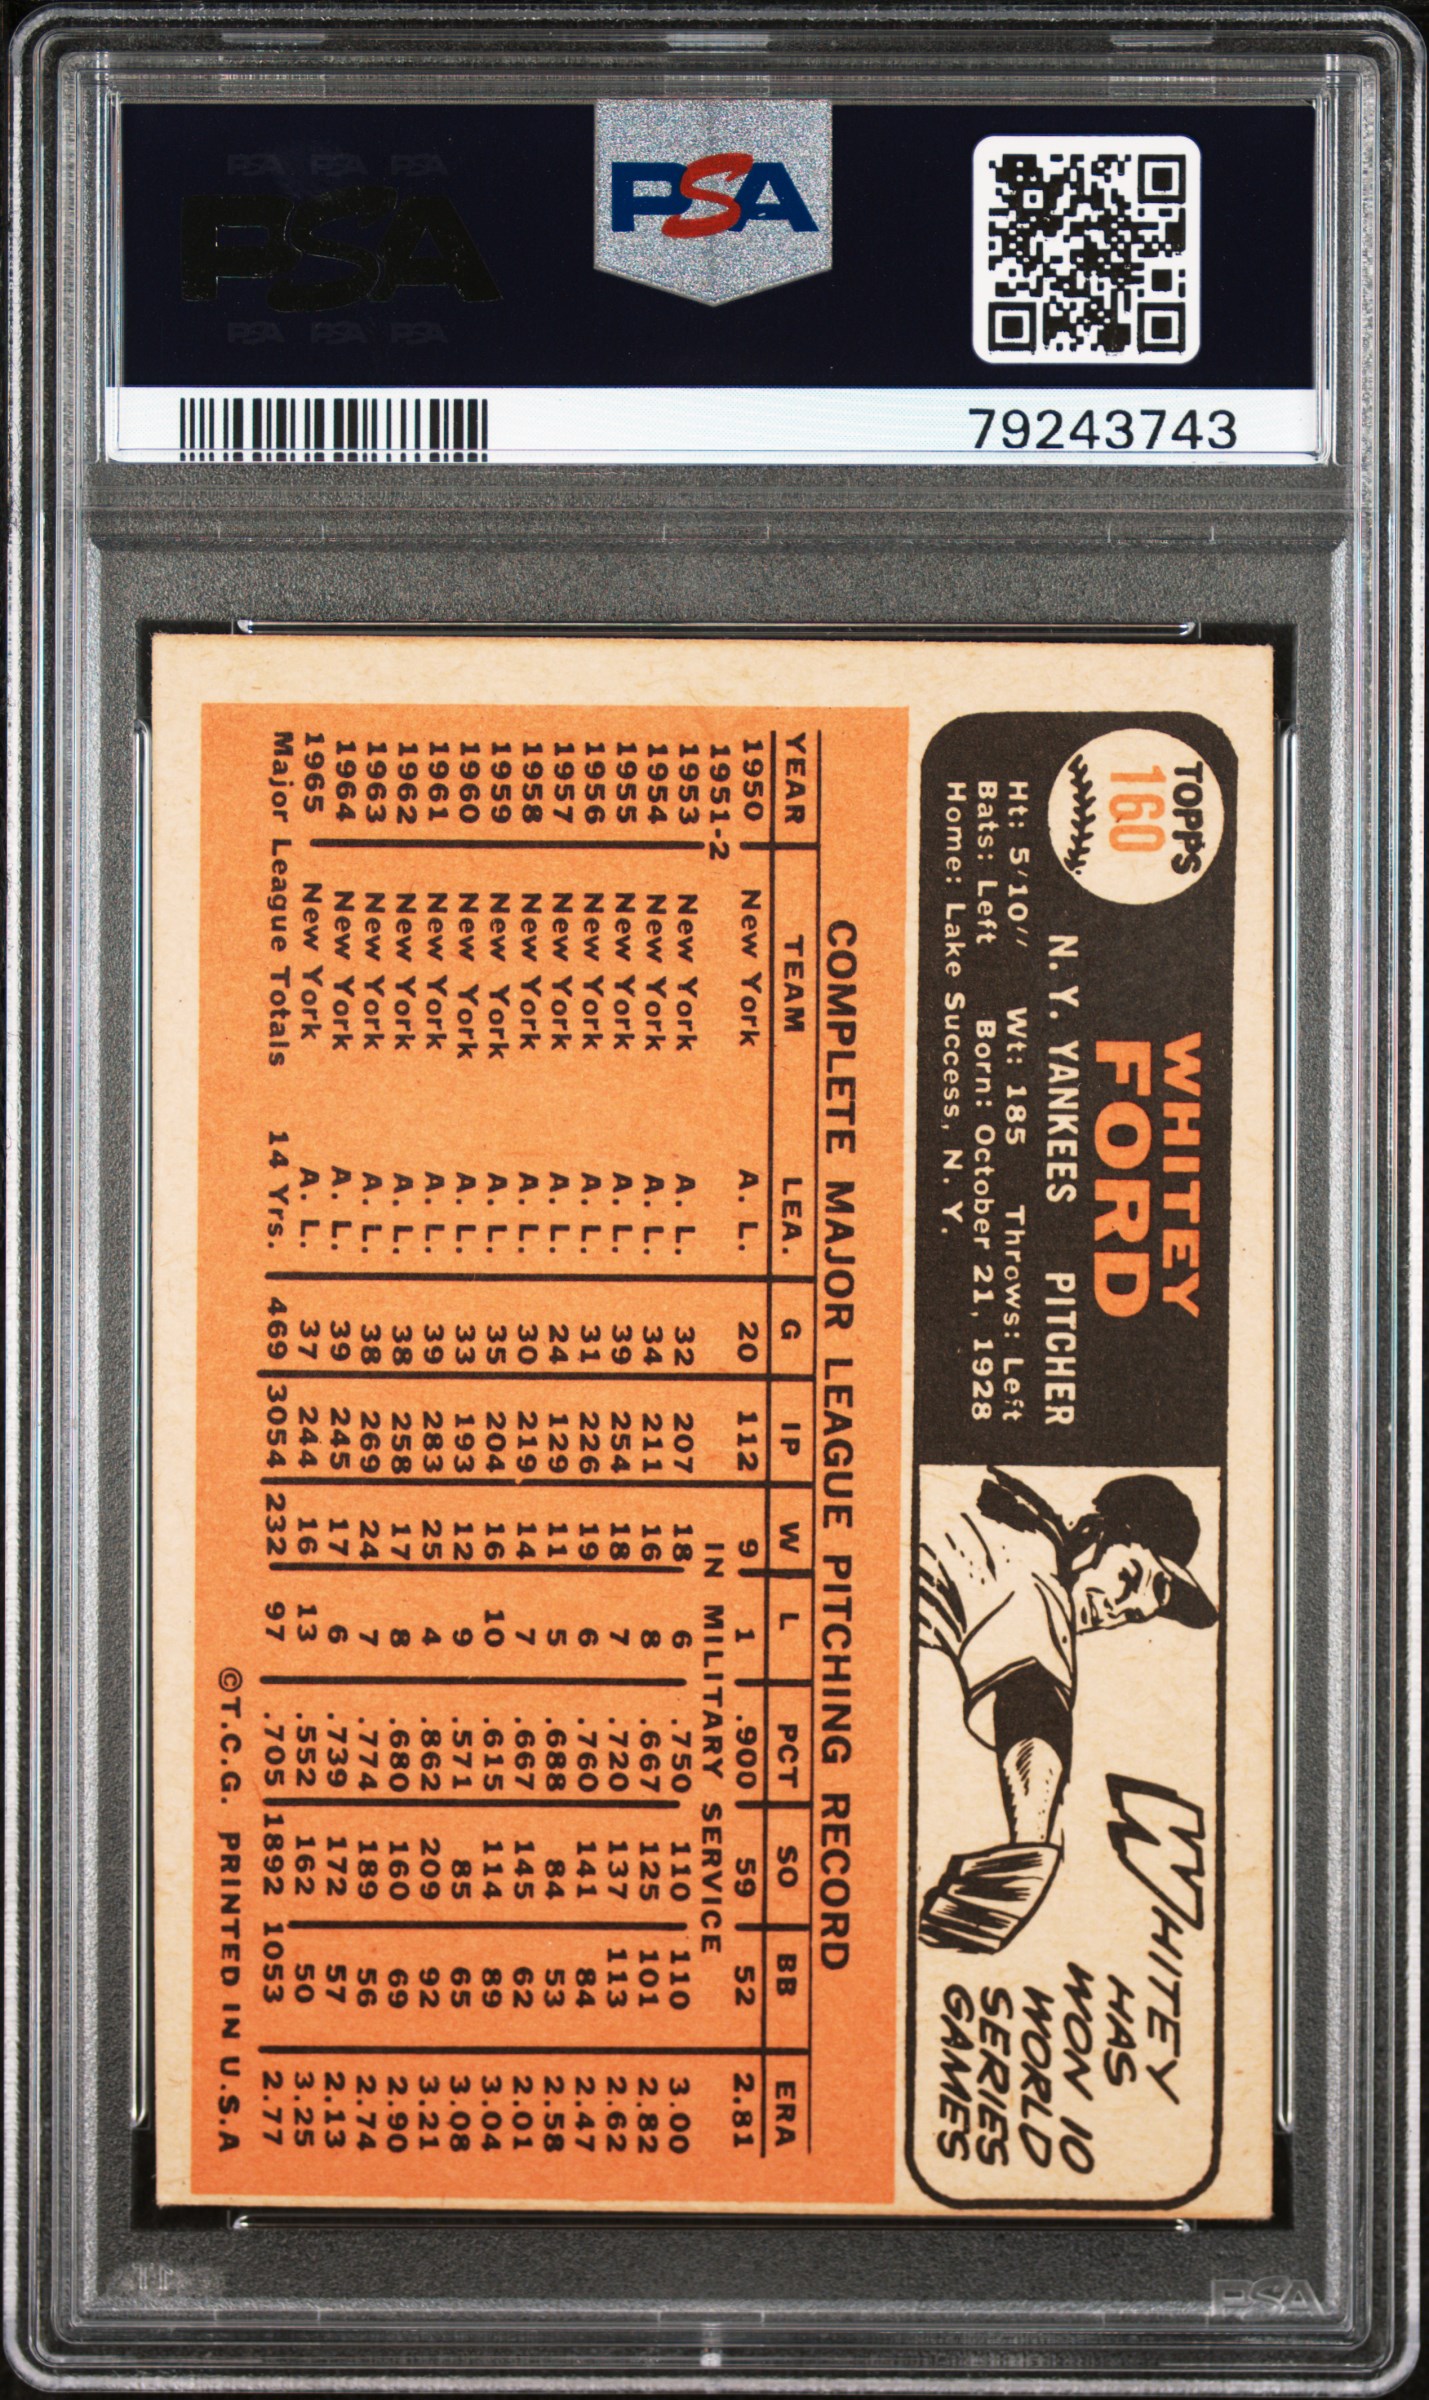 PSA PSA PSA
PSA
PSA PSA PSA
PSA
79243743
TOPPS
160
WHITEY
FORD
N. Y. YANKEES PITCHER
Ht: 5'10" Wt: 185 Throws: Left
Bats: Left Born: October 21, 1928
Home: Lake Success, N. Y.
WHITEY
HAS
WON 10
WORLD
SERIES
GAMES
COMPLETE MAJOR LEAGUE PITCHING RECORD
YEAR TEAM LEA. G IP W L PCT SO BB ERA
1950 New York A. L. 20 112 9 1 .900 59 52 2.81
1951-2 IN MILITARY SERVICE
1953 New York A. L. 32 207 18 6 .750 110 110 3.00
1954 New York A. L. 34 211 16 8 .667 125 101 2.82
1955 New York A. L. 39 254 18 7 .720 137 113 2.62
1956 New York A. L. 31 226 19 6 .760 141 84 2.47
1957 New York A. L. 24 129 11 5 .688 84 53 2.58
1958 New York A. L. 30 219 14 7 .667 145 62 2.01
1959 New York A. L. 35 204 16 10 .615 114 89 3.04
1960 New York A. L. 33 193 12 9 .571 85 65 3.08
1961 New York A. L. 39 283 25 4 .862 209 92 3.21
1962 New York A. L. 38 258 17 8 .680 160 69 2.90
1963 New York A. L. 38 269 24 7 .774 189 56 2.74
1964 New York A. L. 39 245 17 6 .739 172 57 2.13
1965 New York A. L. 37 244 16 13 .552 162 50 3.25
Major League Totals 14 Yrs. 469 3054 232 97 .705 1892 1053 2.77
©T.C.G. PRINTED IN U.S.A
PSA